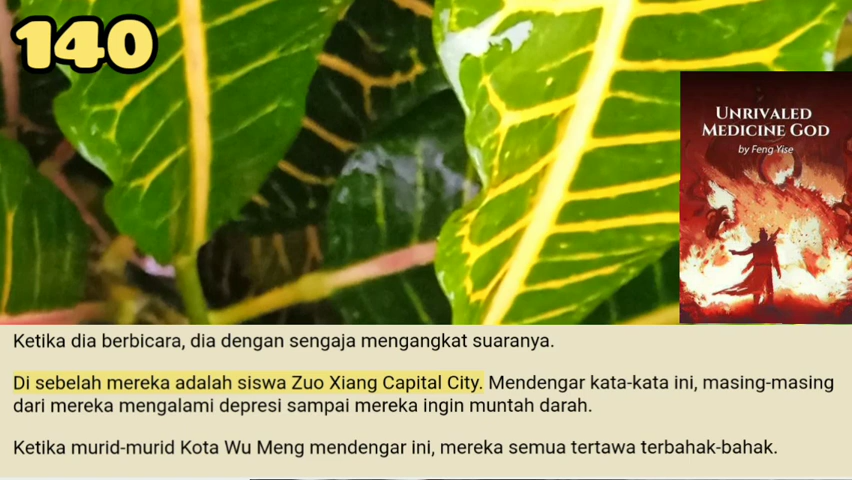 140
UNRIVALED
MEDICINE GOD
by Feng Yise
Ketika dia berbicara, dia dengan sengaja mengangkat suaranya.
Di sebelah mereka adalah siswa Zuo Xiang Capital City. Mendengar kata-kata ini, masing-masing
dari mereka mengalami depresi sampai mereka ingin muntah darah.
Ketika murid-murid Kota Wu Meng mendengar ini, mereka semua tertawa terbahak-bahak.